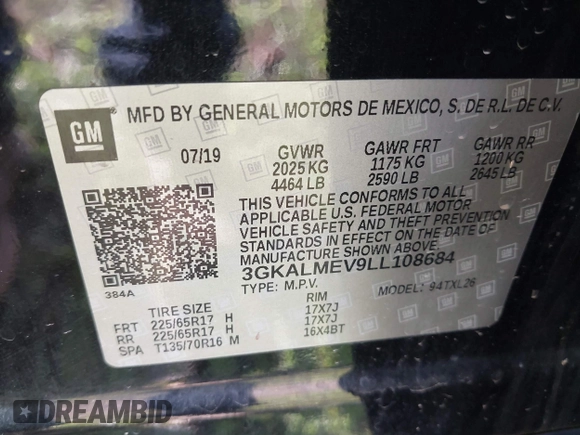 GM
MFD BY GENERAL MOTORS DE MEXICO, S. DE R.L. DE C.V.
07/19 GVWR GAWR FRT GAWR RR
2025 KG 1175 KG 1200 KG
4464 LB 2590 LB 2645 LB
THIS VEHICLE CONFORMS TO ALL
APPLICABLE U.S. FEDERAL MOTOR
VEHICLE SAFETY AND THEFT PREVENTION
STANDARDS IN EFFECT ON THE DATE OF
MANUFACTURE SHOWN ABOVE.
3GKALMEV9LL108684
TYPE: M.P.V. MODEL: 94TXL26
384A
TIRE SIZE RIM
FRT 225/65R17 H 17X7J
RR 225/65R17 H 17X7J
SPA T135/70R16 M 16X4BT
DREAMBID